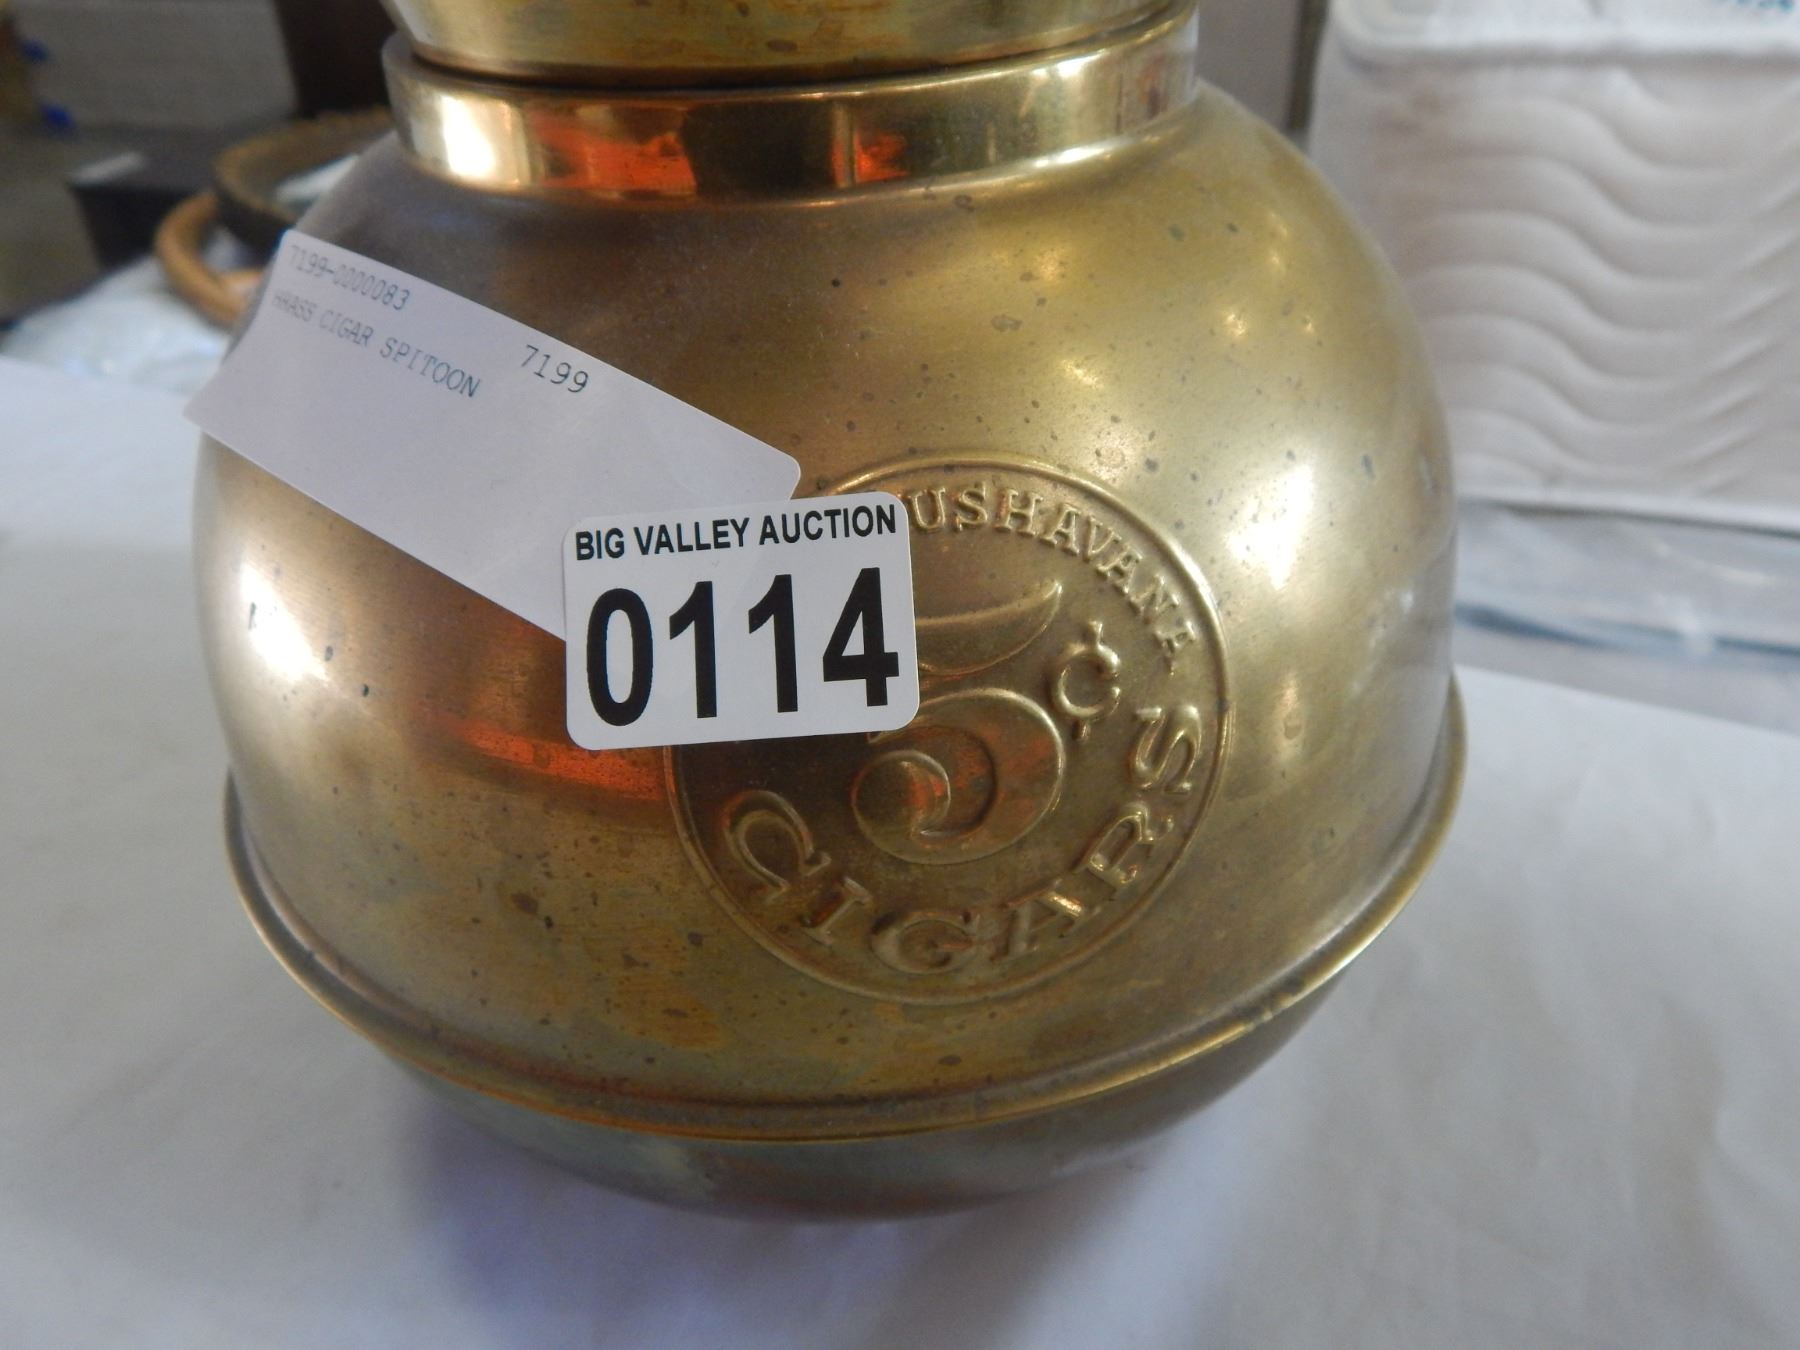 7199-0000083
BRASS CIGAR SPITOON 7199
BIG VALLEY AUCTION
0114
USHAVANA
5¢
CIGARS